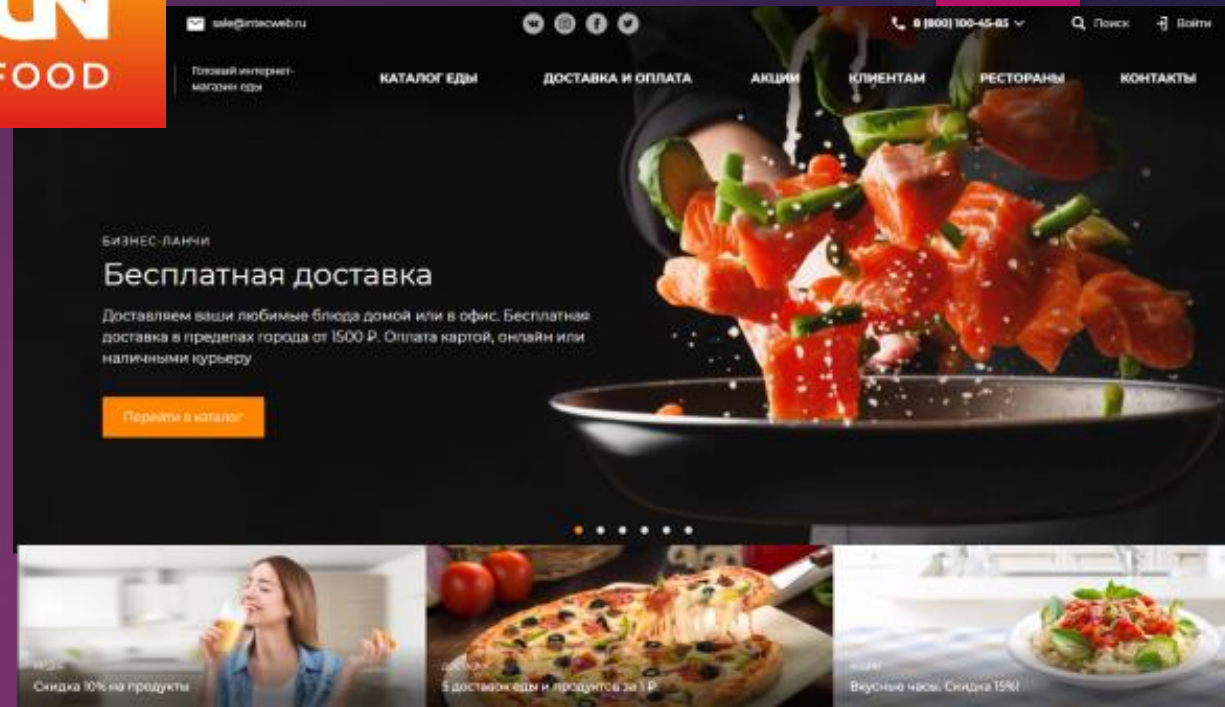 FOOD
sale@intecweb.ru
8 (800) 100-45-85
Поиск
Войти
Готовый интернет-
магазин еды
КАТАЛОГ ЕДЫ
ДОСТАВКА И ОПЛАТА
АКЦИИ
КЛИЕНТАМ
РЕСТОРАНЫ
КОНТАКТЫ
БИЗНЕС-ЛАНЧИ
Бесплатная доставка
Доставляем ваши любимые блюда домой или в офис. Бесплатная
доставка в пределах города от 1500 ₽. Оплата картой, онлайн или
наличными курьеру
Перейти в каталог
Скидка 10% на продукты
5 доставок еды и продуктов за 1 ₽
Вкусные часы. Скидка 15%!